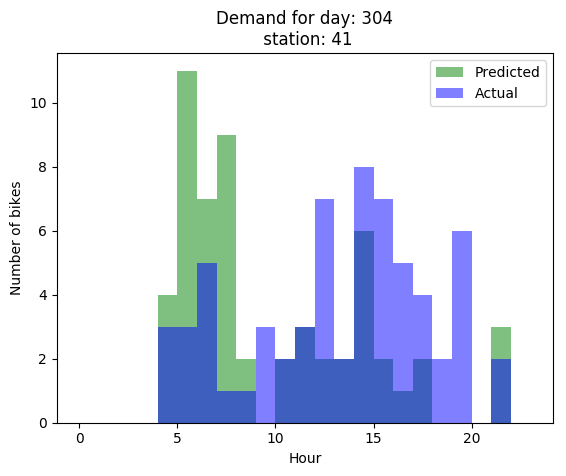 Demand for day: 304
station: 41
Predicted
Actual
Number of bikes
10
8
6
4
2
0
0 5 10 15 20
Hour